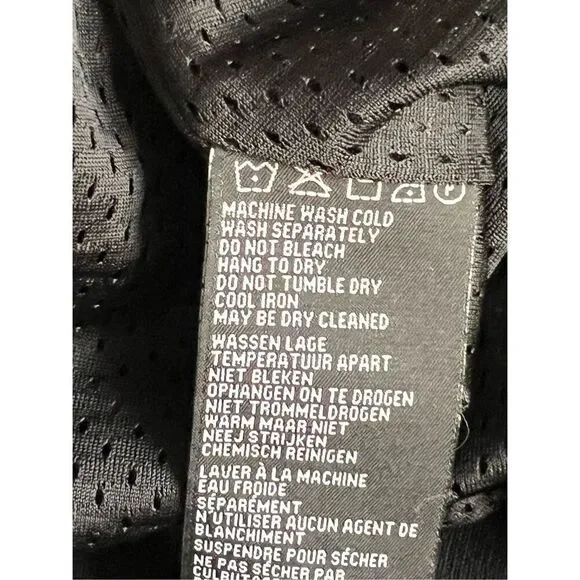 P
MACHINE WASH COLD
WASH SEPARATELY
DO NOT BLEACH
HANG TO DRY
DO NOT TUMBLE DRY
COOL IRON
MAY BE DRY CLEANED
WASSEN LAGE
TEMPERATUUR APART
NIET BLEKEN
OPHANGEN ON TE DROGEN
NIET TROMMELDROGEN
WARM MAAR NIET
NEEJ STRIJKEN
CHEMISCH REINIGEN
LAVER À LA MACHINE
EAU FROIDE
SÉPARÉMENT
N'UTILISER AUCUN AGENT DE
BLANCHIMENT
SUSPENDRE POUR SÉCHER
NE PAS SÉCHER PAR